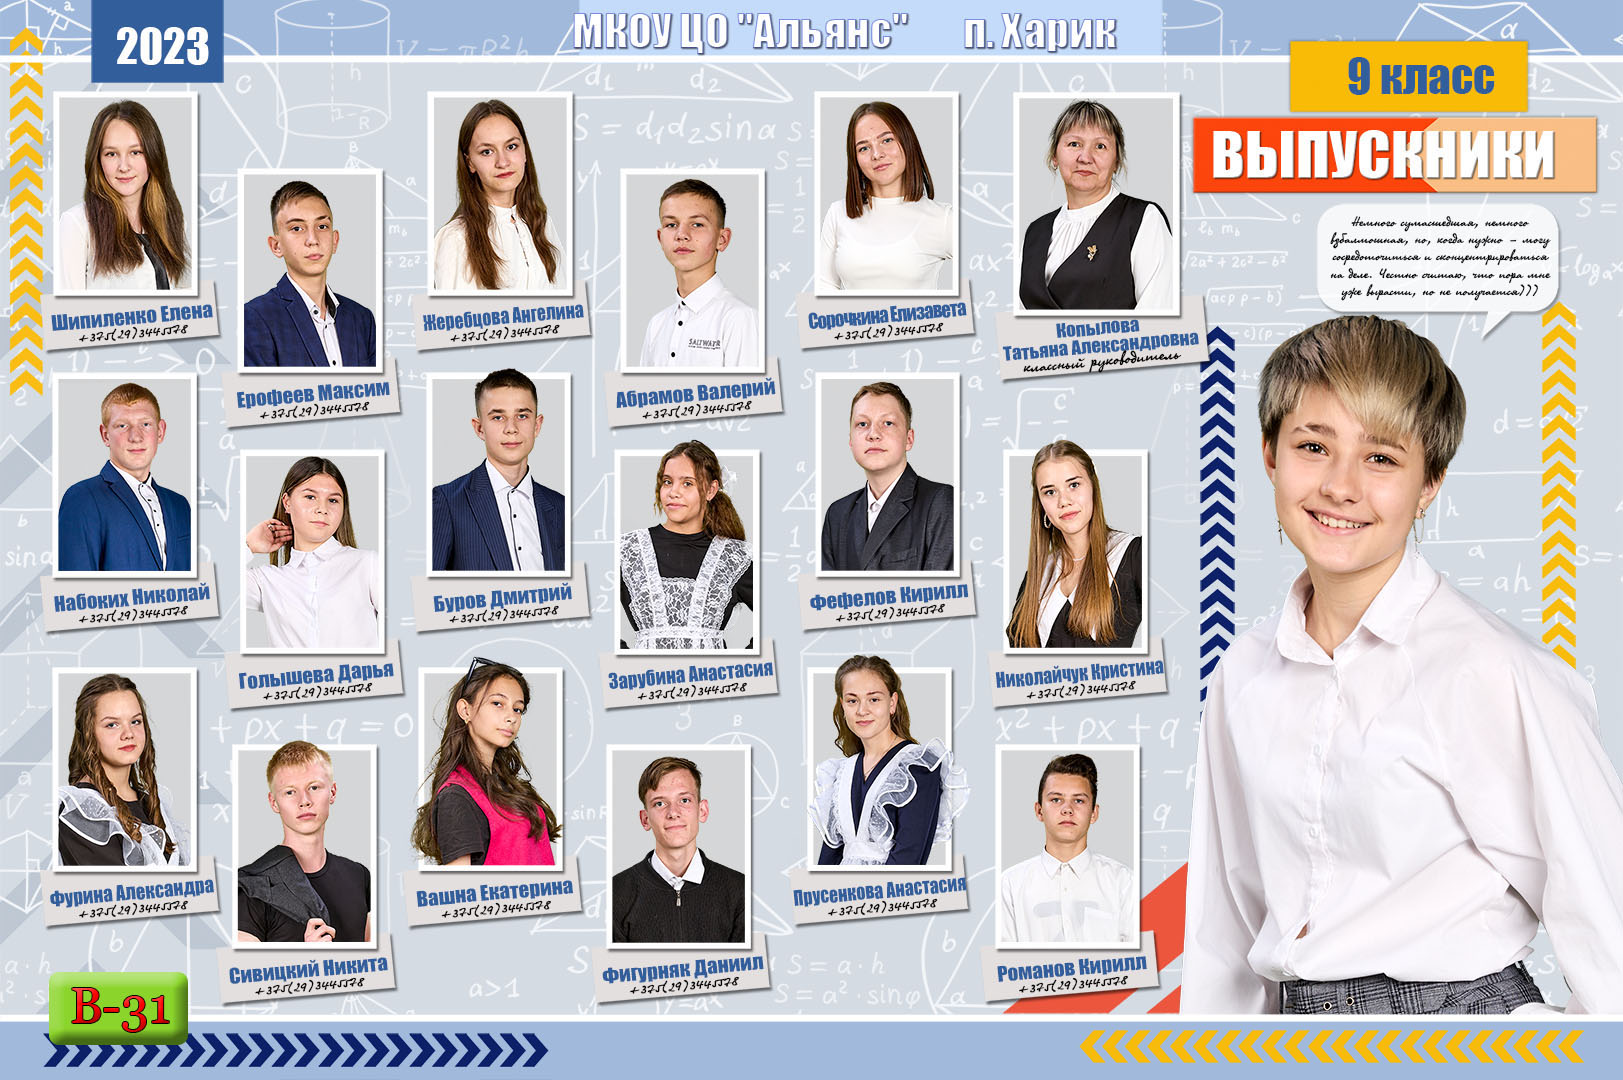 2023
МКОУ ЦО "Альянс" п. Харик
9 класс
ВЫПУСКНИКИ
Немного сумасшедшая, немного
взбалмошная, но, когда нужно – могу
сосредоточиться и сконцентрироваться
на деле. Честно считаю, что пора мне
уже вырасти, но не получается)))
Шипиленко Елена
+375(29)3445578
Ерофеев Максим
+375(29)3445578
Жеребцова Ангелина
+375(29)3445578
Абрамов Валерий
+375(29)3445578
Сорочкина Елизавета
+375(29)3445578
Копылова
Татьяна Александровна
классный руководитель
Набоких Николай
+375(29)3445578
Голышева Дарья
+375(29)3445578
Буров Дмитрий
+375(29)3445578
Зарубина Анастасия
+375(29)3445578
Фефелов Кирилл
+375(29)3445578
Николайчук Кристина
+375(29)3445578
Фурина Александра
+375(29)3445578
Сивицкий Никита
+375(29)3445578
Вашна Екатерина
+375(29)3445578
Фигурняк Даниил
+375(29)3445578
Прусенкова Анастасия
+375(29)3445578
Романов Кирилл
+375(29)3445578
SALTWATER
В-31